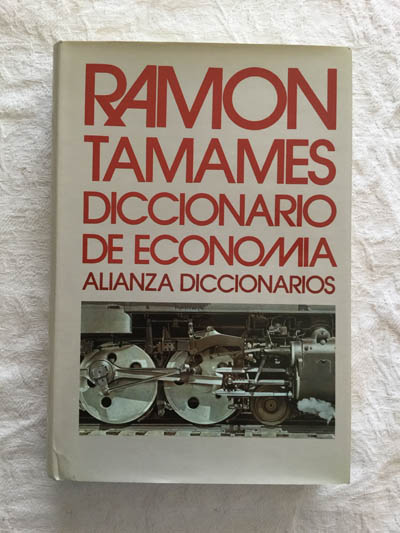 RAMON
TAMAMES
DICCIONARIO
DE ECONOMIA
ALIANZA DICCIONARIOS